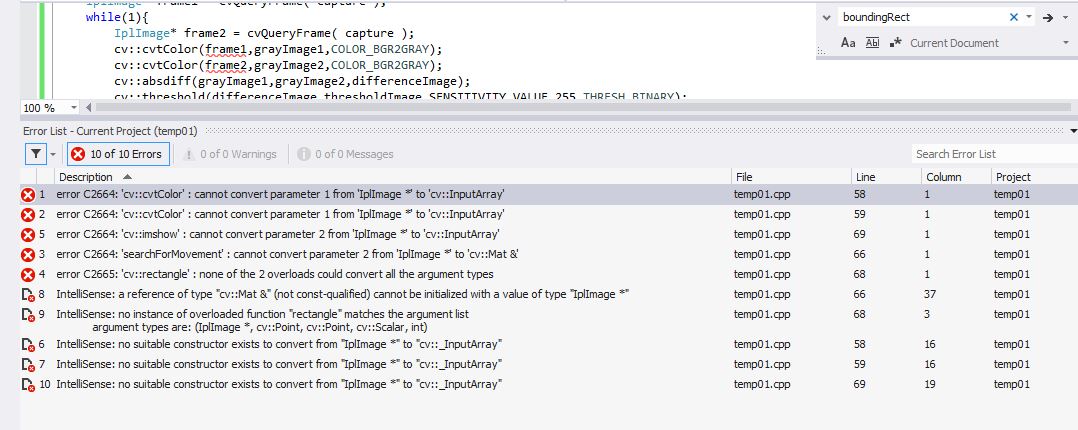 IplImage* frame1 = cvQueryFrame( capture );
while(1){
IplImage* frame2 = cvQueryFrame( capture );
cv::cvtColor(frame1,grayImage1,COLOR_BGR2GRAY);
cv::cvtColor(frame2,grayImage2,COLOR_BGR2GRAY);
cv::absdiff(grayImage1,grayImage2,differenceImage);
cv::threshold(differenceImage,thresholdImage,SENSITIVITY_VALUE,255,THRESH_BINARY);
boundingRect
Aa Ab Current Document
100 %
Error List - Current Project (temp01)
10 of 10 Errors 0 of 0 Warnings 0 of 0 Messages Search Error List
Description File Line Column Project
1 error C2664: 'cv::cvtColor' : cannot convert parameter 1 from 'IplImage *' to 'cv::InputArray' temp01.cpp 58 1 temp01
2 error C2664: 'cv::cvtColor' : cannot convert parameter 1 from 'IplImage *' to 'cv::InputArray' temp01.cpp 59 1 temp01
5 error C2664: 'cv::imshow' : cannot convert parameter 2 from 'IplImage *' to 'cv::InputArray' temp01.cpp 69 1 temp01
3 error C2664: 'searchForMovement' : cannot convert parameter 2 from 'IplImage *' to 'cv::Mat &' temp01.cpp 66 1 temp01
4 error C2665: 'cv::rectangle' : none of the 2 overloads could convert all the argument types temp01.cpp 68 1 temp01
8 IntelliSense: a reference of type "cv::Mat &" (not const-qualified) cannot be initialized with a value of type "IplImage *" temp01.cpp 66 37 temp01
9 IntelliSense: no instance of overloaded function "rectangle" matches the argument list temp01.cpp 68 3 temp01
argument types are: (IplImage *, cv::Point, cv::Point, cv::Scalar, int)
6 IntelliSense: no suitable constructor exists to convert from "IplImage *" to "cv::_InputArray" temp01.cpp 58 16 temp01
7 IntelliSense: no suitable constructor exists to convert from "IplImage *" to "cv::_InputArray" temp01.cpp 59 16 temp01
10 IntelliSense: no suitable constructor exists to convert from "IplImage *" to "cv::_InputArray" temp01.cpp 69 19 temp01